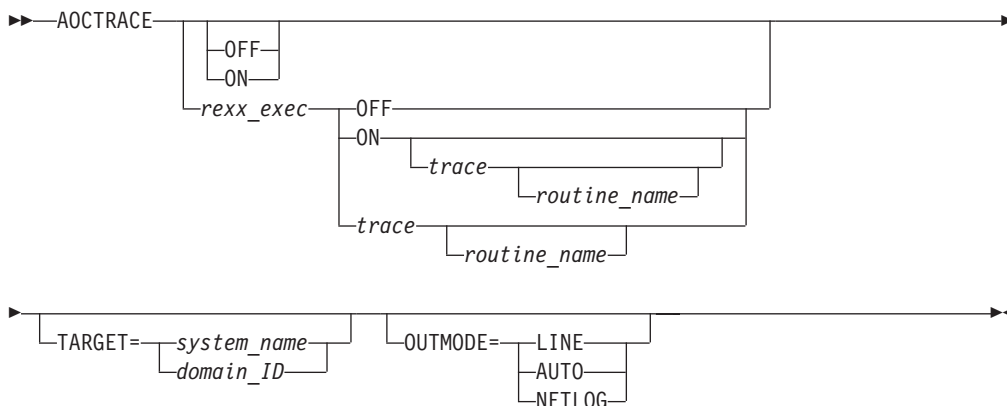 AOCTRACE
OFF
ON
rexx_exec OFF
ON
trace
routine_name
trace
routine_name
TARGET= system_name OUTMODE= LINE
domain_ID AUTO
NETLOG